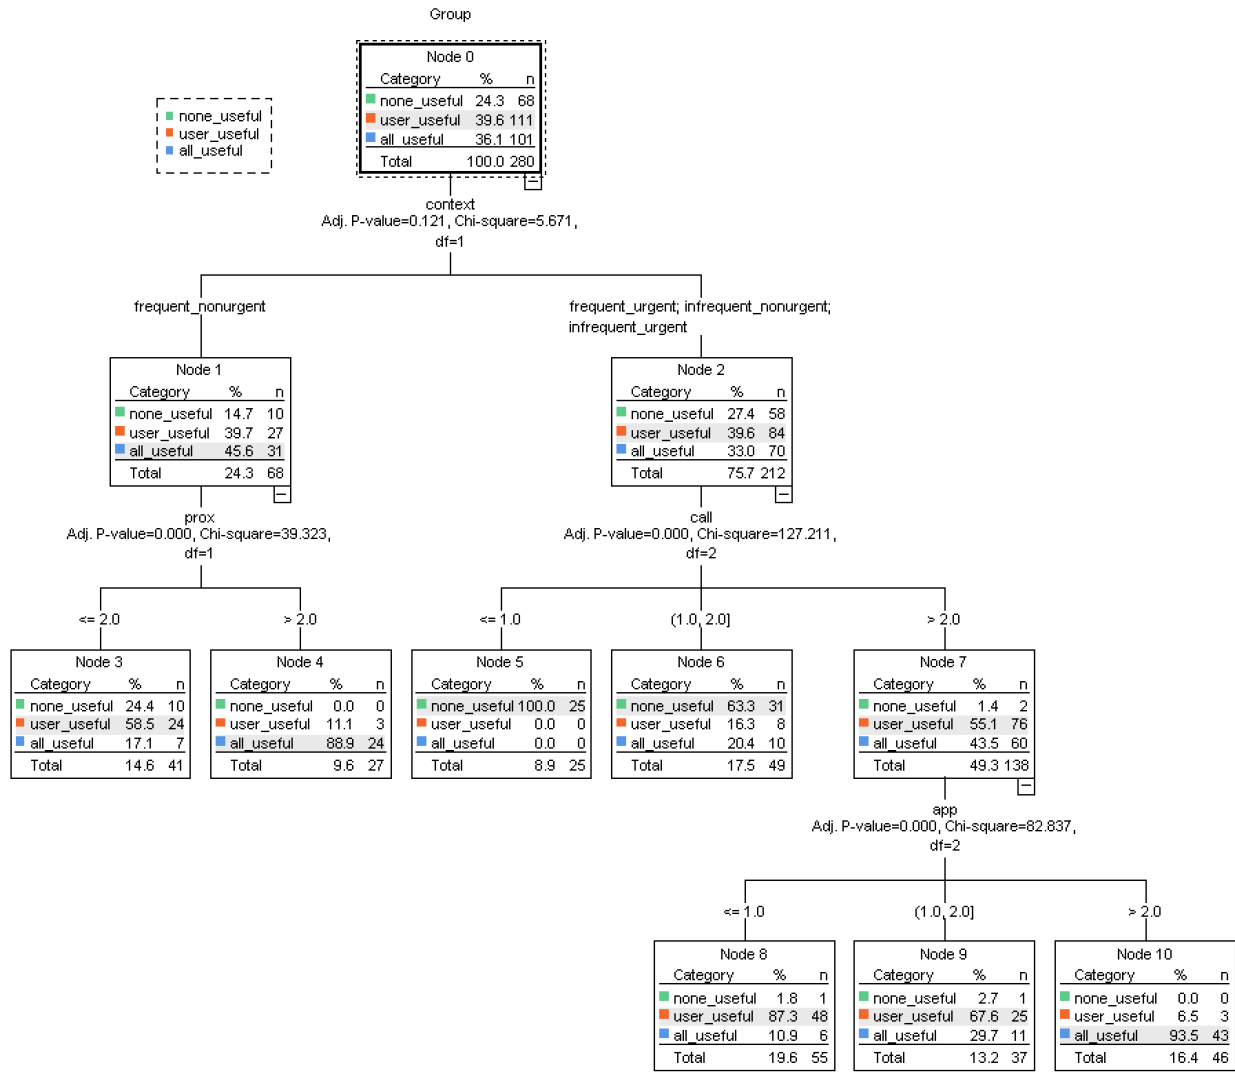 Group
Node 0
Category % n
none_useful 24.3 68
user_useful 39.6 111
all_useful 36.1 101
Total 100.0 280
none_useful
user_useful
all_useful
context
Adj. P-value=0.121, Chi-square=5.671,
df=1
frequent_nonurgent
frequent_urgent; infrequent_nonurgent;
infrequent_urgent
Node 1
Category % n
none_useful 14.7 10
user_useful 39.7 27
all_useful 45.6 31
Total 24.3 68
Node 2
Category % n
none_useful 27.4 58
user_useful 39.6 84
all_useful 33.0 70
Total 75.7 212
prox
Adj. P-value=0.000, Chi-square=39.323,
df=1
call
Adj. P-value=0.000, Chi-square=127.211,
df=2
<= 2.0
> 2.0
<= 1.0
(1.0, 2.0]
> 2.0
Node 3
Category % n
none_useful 24.4 10
user_useful 58.5 24
all_useful 17.1 7
Total 14.6 41
Node 4
Category % n
none_useful 0.0 0
user_useful 11.1 3
all_useful 88.9 24
Total 9.6 27
Node 5
Category % n
none_useful 100.0 25
user_useful 0.0 0
all_useful 0.0 0
Total 8.9 25
Node 6
Category % n
none_useful 63.3 31
user_useful 16.3 8
all_useful 20.4 10
Total 17.5 49
Node 7
Category % n
none_useful 1.4 2
user_useful 55.1 76
all_useful 43.5 60
Total 49.3 138
app
Adj. P-value=0.000, Chi-square=82.837,
df=2
<= 1.0
(1.0, 2.0]
> 2.0
Node 8
Category % n
none_useful 1.8 1
user_useful 87.3 48
all_useful 10.9 6
Total 19.6 55
Node 9
Category % n
none_useful 2.7 1
user_useful 67.6 25
all_useful 29.7 11
Total 13.2 37
Node 10
Category % n
none_useful 0.0 0
user_useful 6.5 3
all_useful 93.5 43
Total 16.4 46